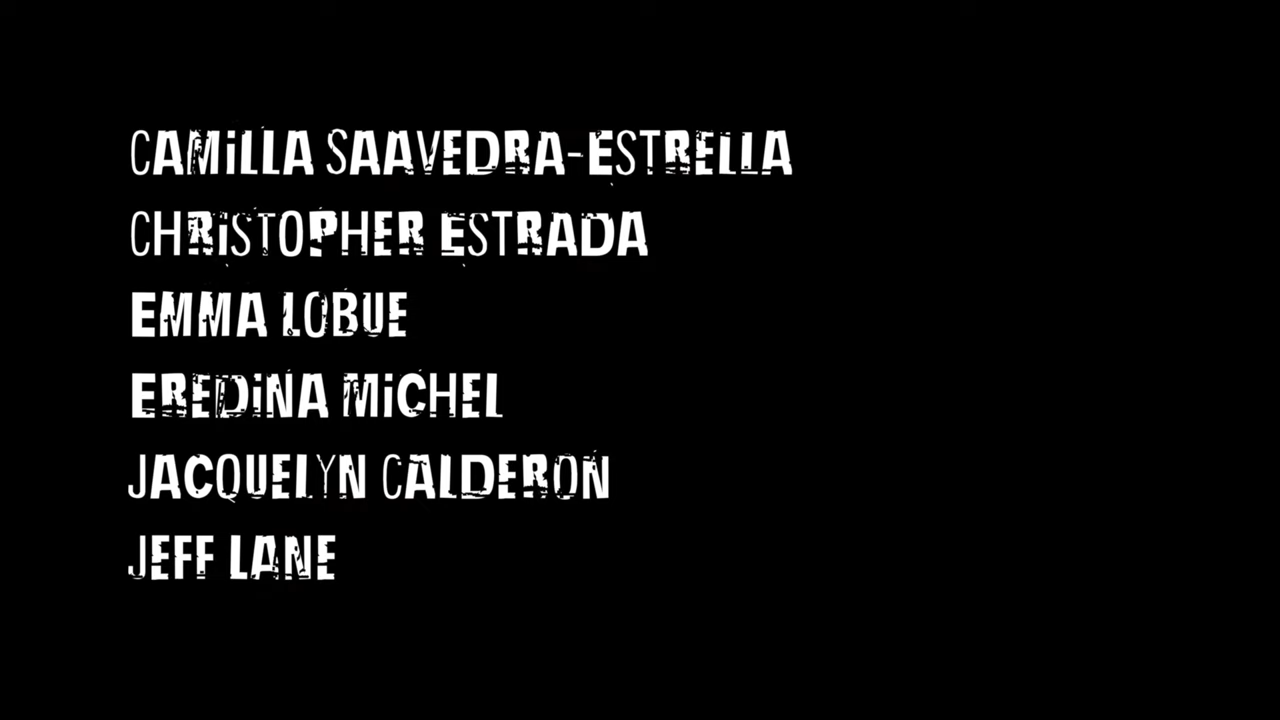 CAMiLLA SAAVEDRA-ESTRELLA
CHRiSTOPHER ESTRADA
EMMA LOBUE
EREDiNA MiCHEL
JACQUELYN CALDERON
JEFF LANE